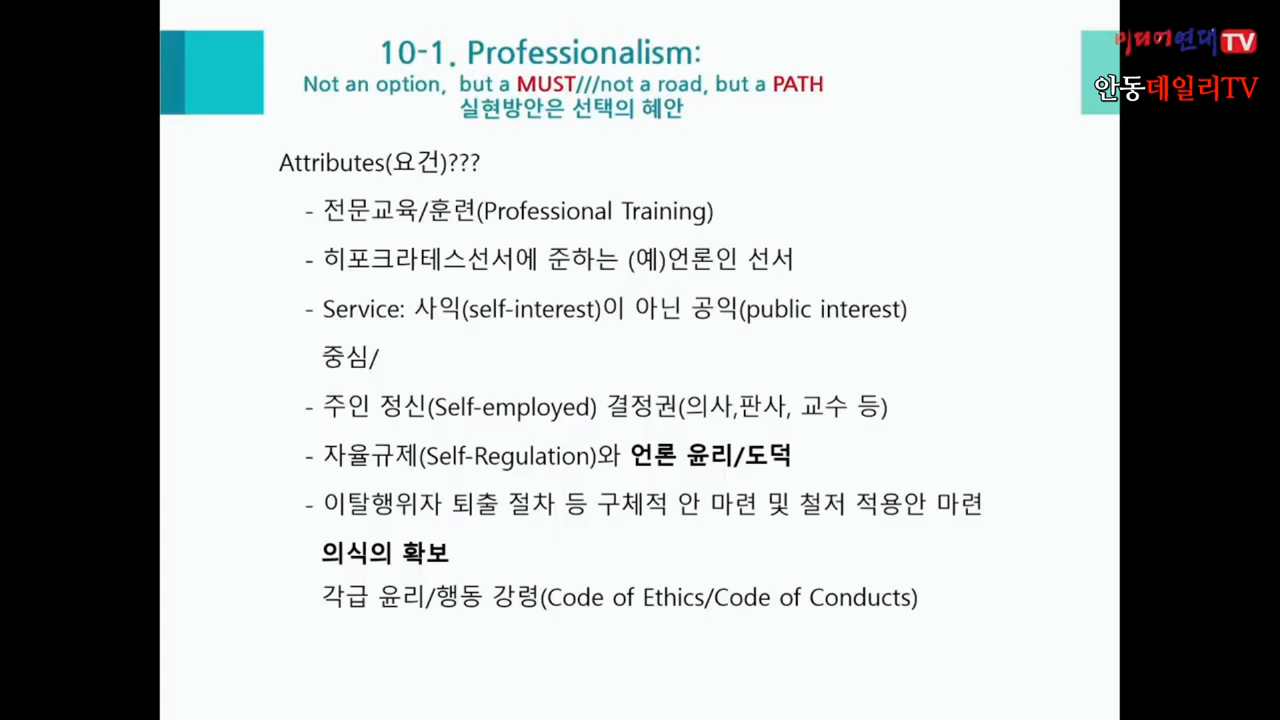 미디어연대TV
안동데일리TV
10-1. Professionalism:
Not an option, but a MUST///not a road, but a PATH
실현방안은 선택의 혜안
Attributes(요건)???
- 전문교육/훈련(Professional Training)
- 히포크라테스선서에 준하는 (예)언론인 선서
- Service: 사익(self-interest)이 아닌 공익(public interest)
중심/
- 주인 정신(Self-employed) 결정권(의사,판사, 교수 등)
- 자율규제(Self-Regulation)와 언론 윤리/도덕
- 이탈행위자 퇴출 절차 등 구체적 안 마련 및 철저 적용안 마련
의식의 확보
각급 윤리/행동 강령(Code of Ethics/Code of Conducts)